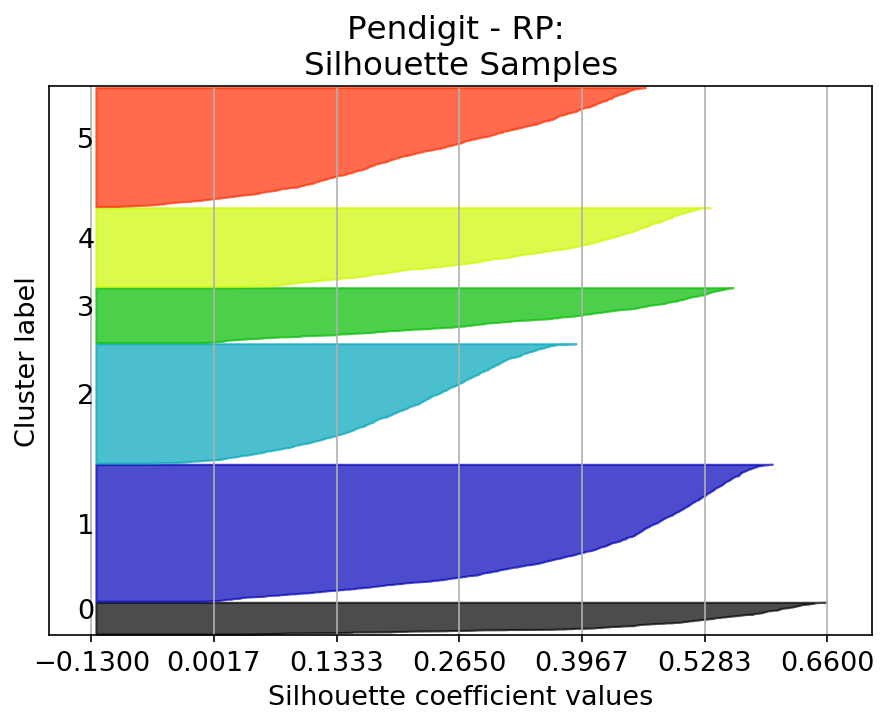 Pendigit - RP:
Silhouette Samples
Cluster label
5
4
3
2
1
0
−0.1300 0.0017 0.1333 0.2650 0.3967 0.5283 0.6600
Silhouette coefficient values